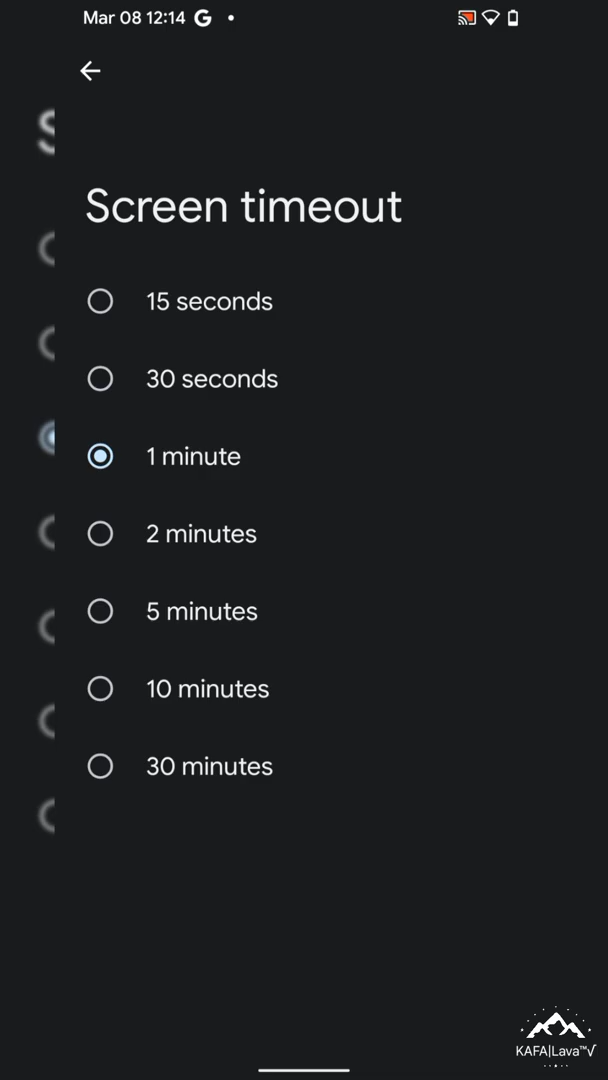 Mar 08 12:14 G
Screen timeout
15 seconds
30 seconds
1 minute
2 minutes
5 minutes
10 minutes
30 minutes
KAFA|Lava™√